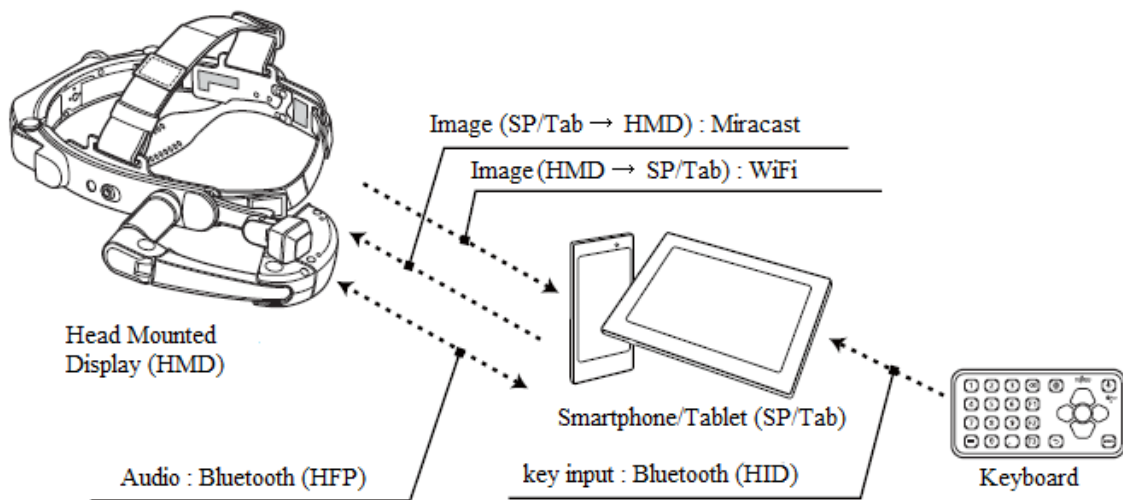 Image (SP/Tab → HMD) : Miracast
Image (HMD → SP/Tab) : WiFi
Head Mounted
Display (HMD)
Smartphone/Tablet (SP/Tab)
Audio : Bluetooth (HFP)
key input : Bluetooth (HID)
Keyboard